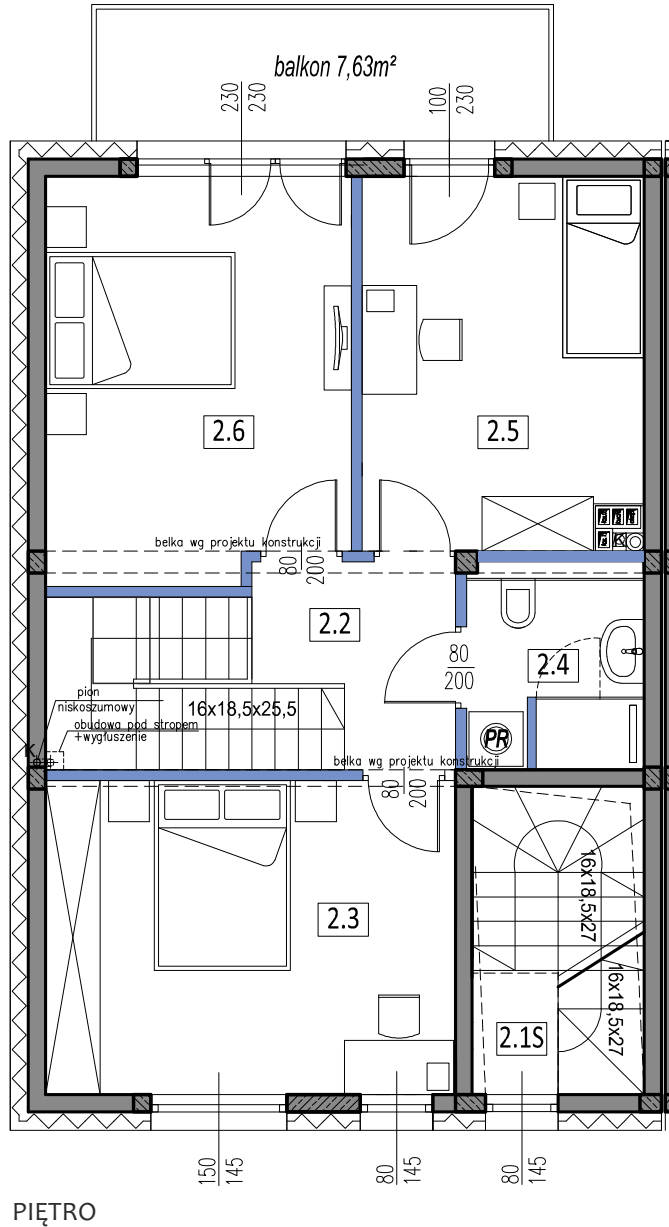 balkon 7,63m²
230
230
100
230
2.6
2.5
belka wg projektu konstrukcji
80
200
K
2.2
2.4
80
200
pion
niskoszumowy
16x18,5x25,5
obudowa pod stropem
+wygłuszenie
K
PR
belka wg projektu konstrukcji
80
200
16x18,5x27
2.3
16x18,5x27
2.1S
150
145
80
145
80
145
PIĘTRO